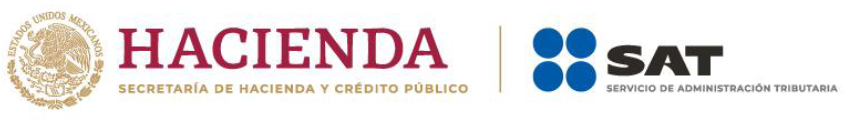 ESTADOS UNIDOS MEXICANOS
HACIENDA
SECRETARÍA DE HACIENDA Y CRÉDITO PÚBLICO
SAT
SERVICIO DE ADMINISTRACIÓN TRIBUTARIA